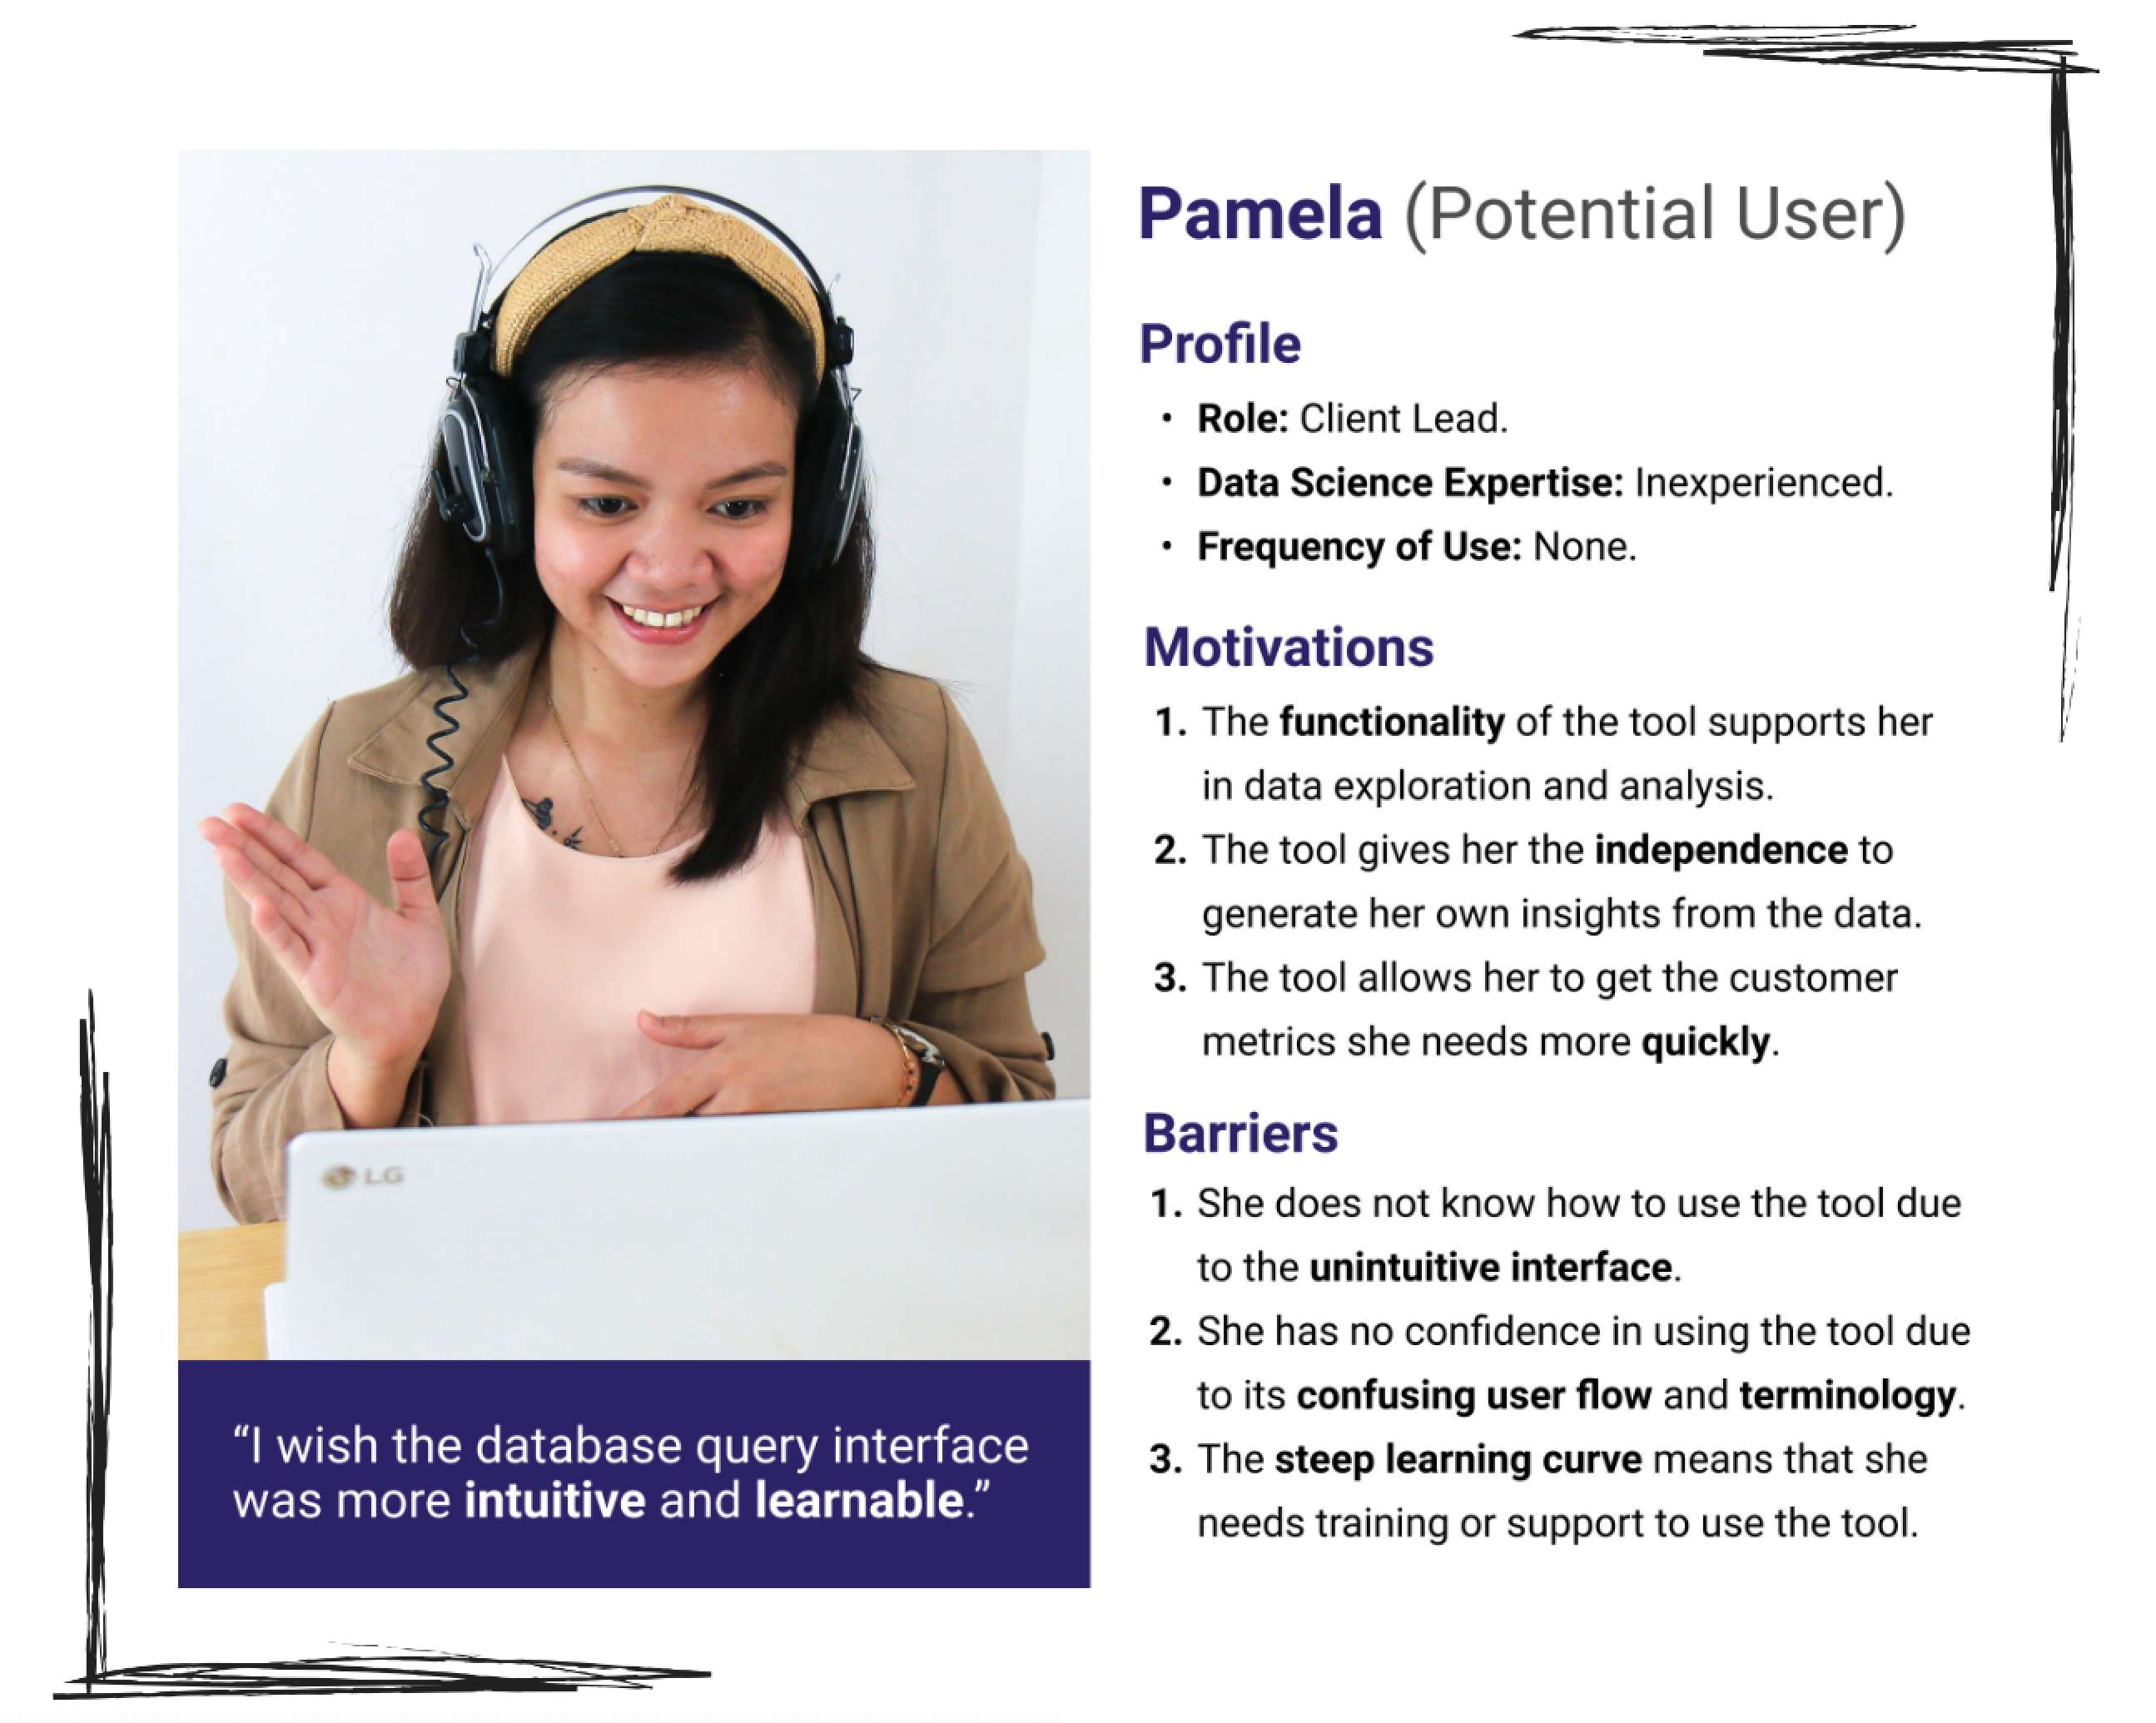 Pamela (Potential User)
Profile
• Role: Client Lead.
• Data Science Expertise: Inexperienced.
• Frequency of Use: None.
Motivations
1. The functionality of the tool supports her
in data exploration and analysis.
2. The tool gives her the independence to
generate her own insights from the data.
3. The tool allows her to get the customer
metrics she needs more quickly.
Barriers
1. She does not know how to use the tool due
to the unintuitive interface.
2. She has no confidence in using the tool due
to its confusing user flow and terminology.
3. The steep learning curve means that she
needs training or support to use the tool.
LG
“I wish the database query interface
was more intuitive and learnable.”